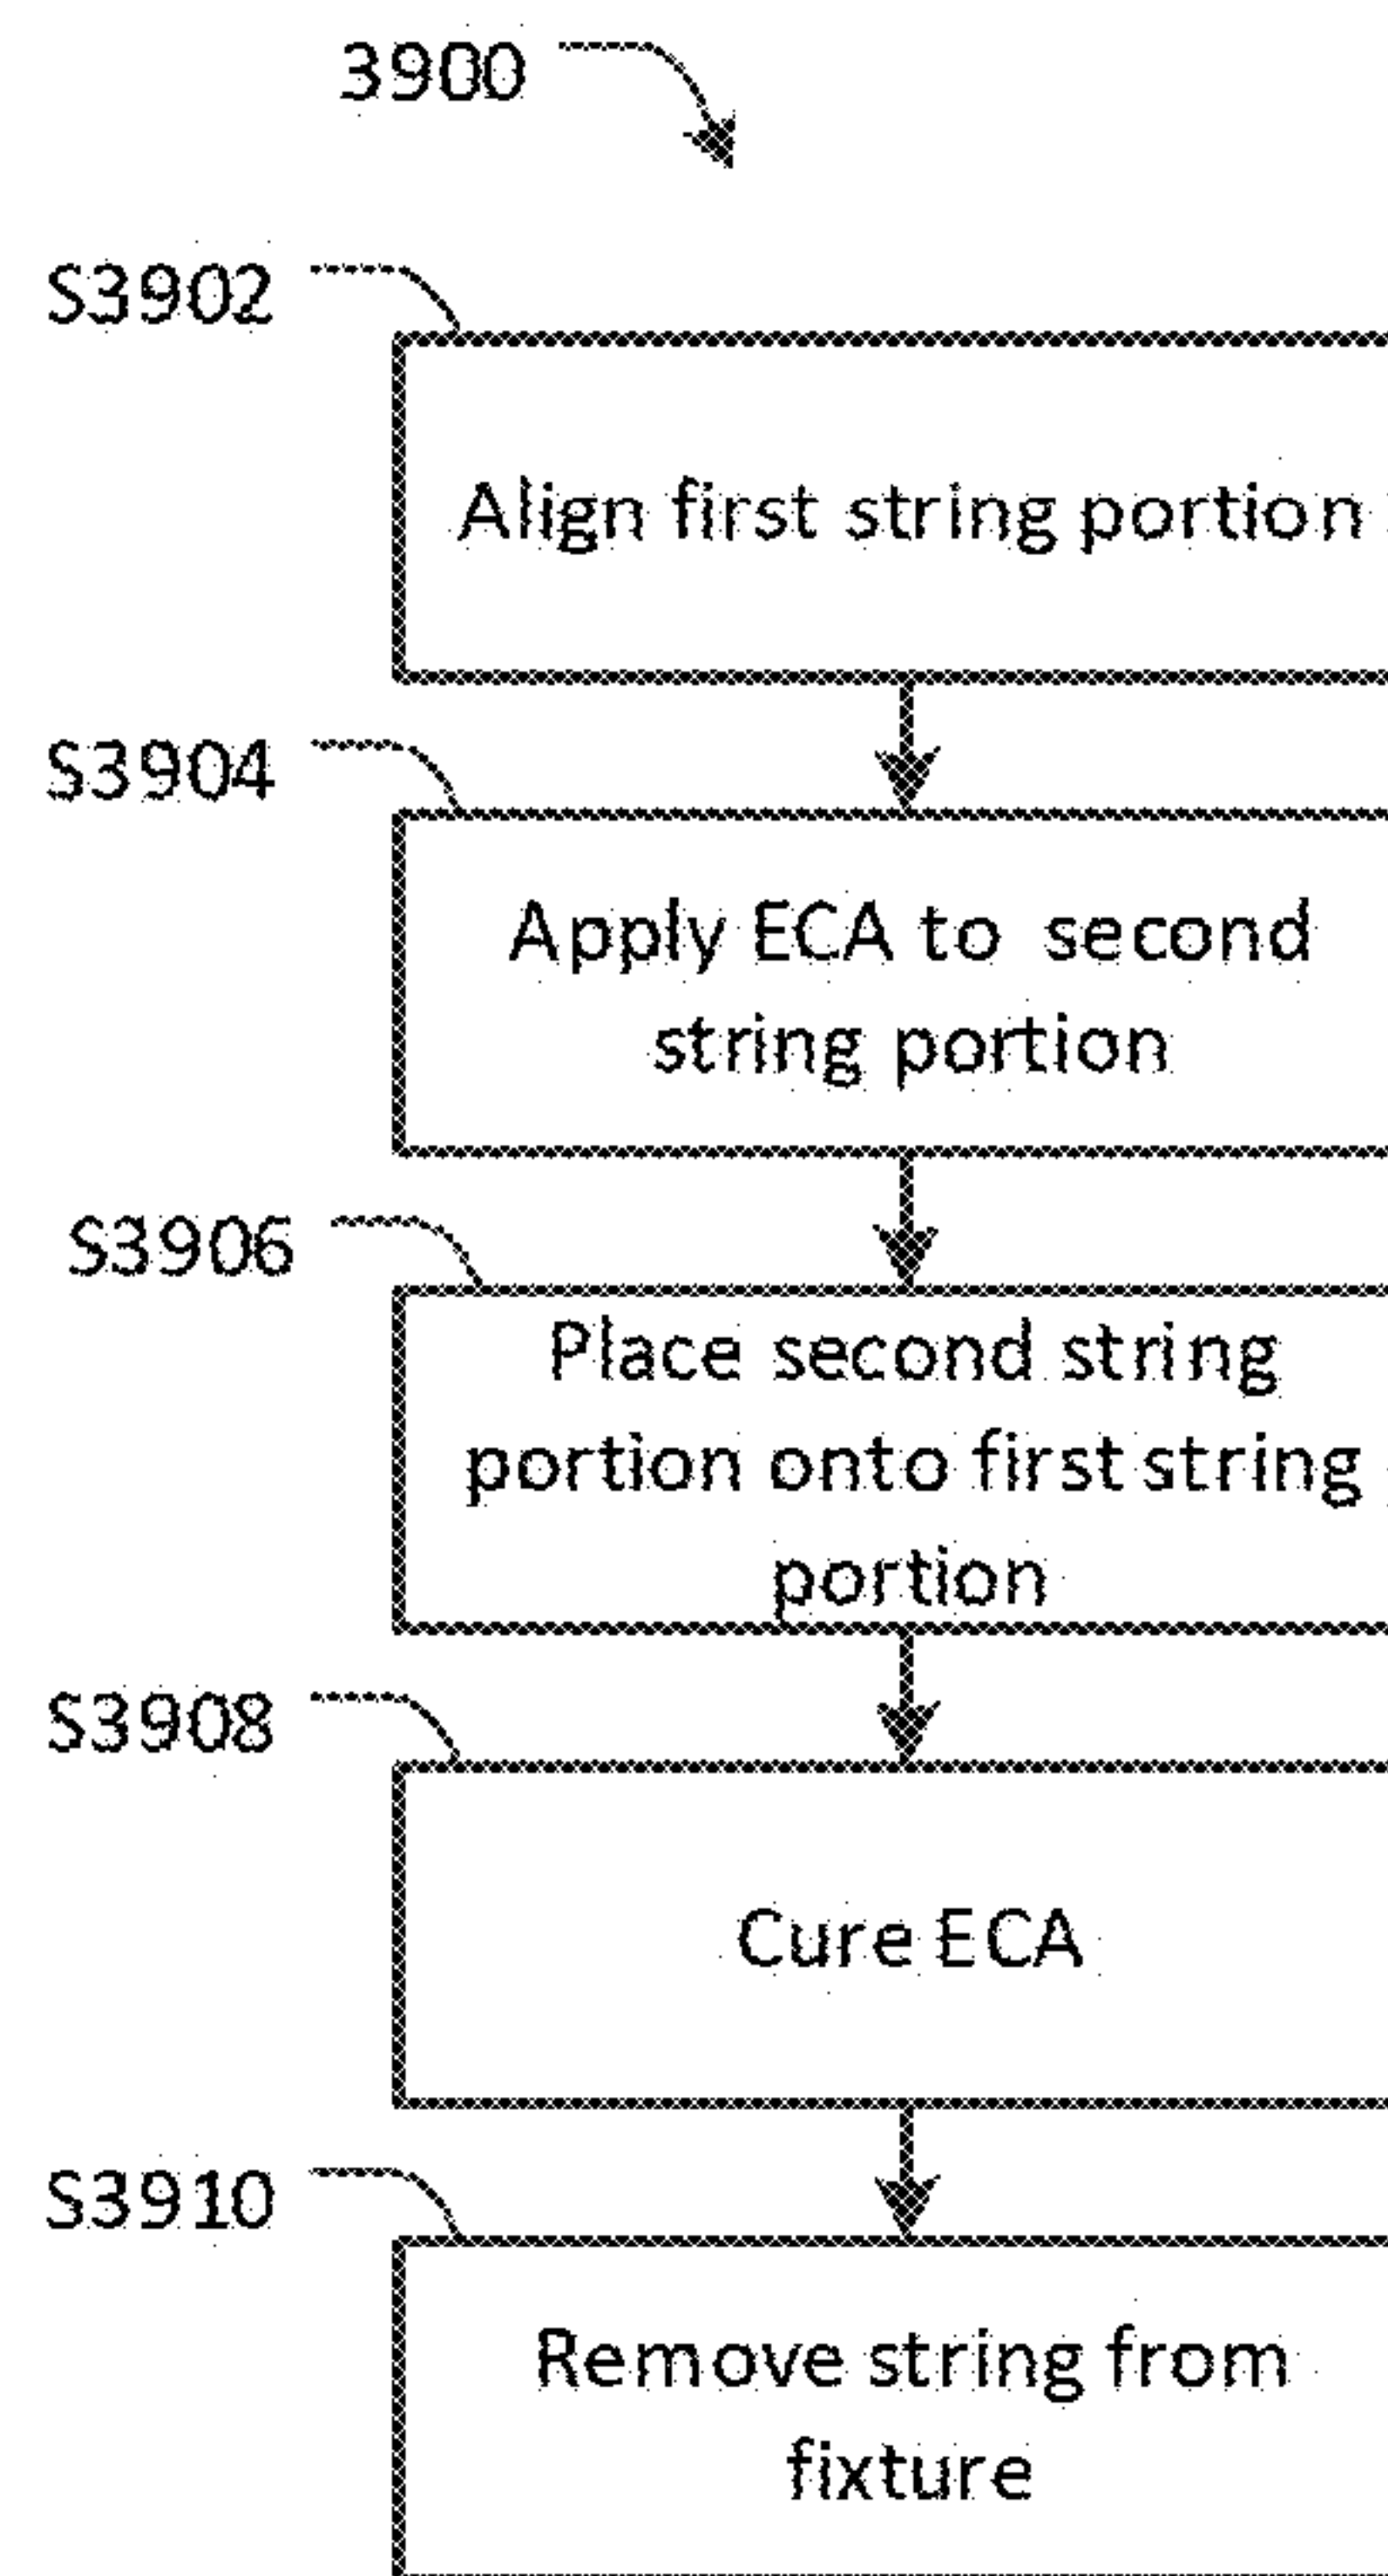 3900
S3902
Align first string portion
S3904
Apply ECA to second
string portion
S3906
Place second string
portion onto first string
portion
S3908
Cure ECA
S3910
Remove string from
fixture